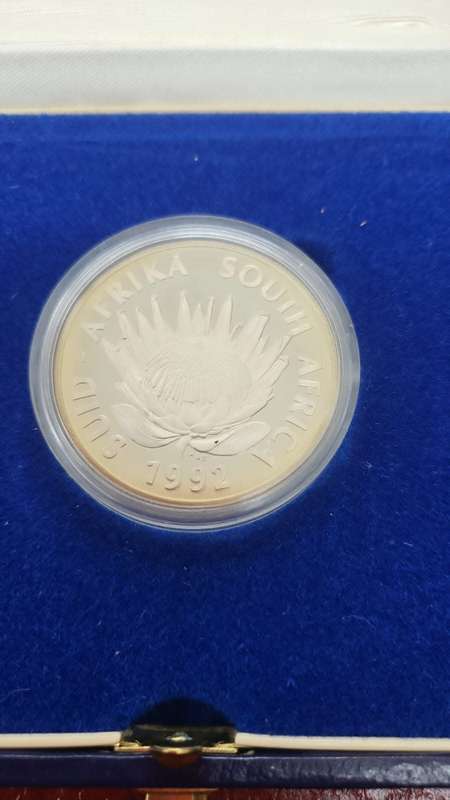 SUID - AFRIKA SOUTH AFRICA
1992